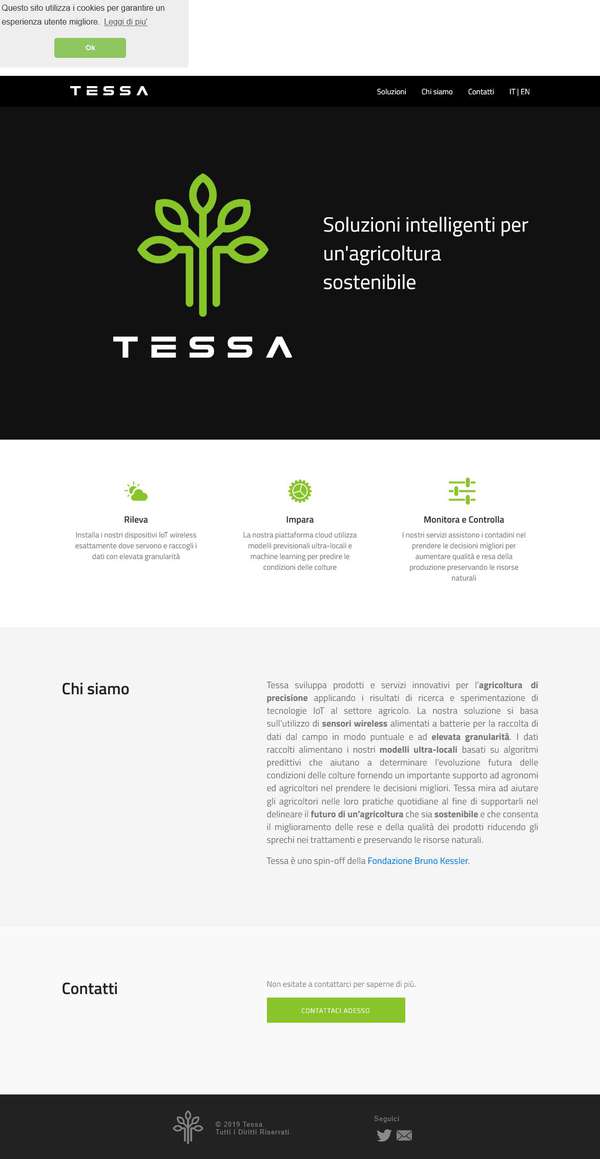 Questo sito utilizza i cookies per garantire un
esperienza utente migliore. Leggi di piu'
Ok
TESSA
Soluzioni Chi siamo Contatti IT | EN
Soluzioni intelligenti per
un'agricoltura
sostenibile
TESSA
Rileva
Installa i nostri dispositivi IoT wireless
esattamente dove servono e raccogli i
dati con elevata granularità
Impara
La nostra piattaforma cloud utilizza
modelli previsionali ultra-locali e
machine learning per predire le
condizioni delle colture
Monitora e Controlla
I nostri servizi assistono i contadini nel
prendere le decisioni migliori per
aumentare qualità e resa della
produzione preservando le risorse
naturali
Chi siamo
Tessa sviluppa prodotti e servizi innovativi per l'agricoltura di
precisione applicando i risultati di ricerca e sperimentazione di
tecnologie IoT al settore agricolo. La nostra soluzione si basa
sull'utilizzo di sensori wireless alimentati a batterie per la raccolta di
dati dal campo in modo puntuale e ad elevata granularità. I dati
raccolti alimentano i nostri modelli ultra-locali basati su algoritmi
predittivi che aiutano a determinare l'evoluzione futura delle
condizioni delle colture fornendo un importante supporto ad agronomi
ed agricoltori nel prendere le decisioni migliori. Tessa mira ad aiutare
gli agricoltori nelle loro pratiche quotidiane al fine di supportarli nel
delineare il futuro di un'agricoltura che sia sostenibile e che consenta
il miglioramento delle rese e della qualità dei prodotti riducendo gli
sprechi nei trattamenti e preservando le risorse naturali.
Tessa è uno spin-off della Fondazione Bruno Kessler.
Contatti
Non esitate a contattarci per saperne di più.
CONTATTACI ADESSO
© 2019 Tessa
Tutti i Diritti Riservati.
Seguici